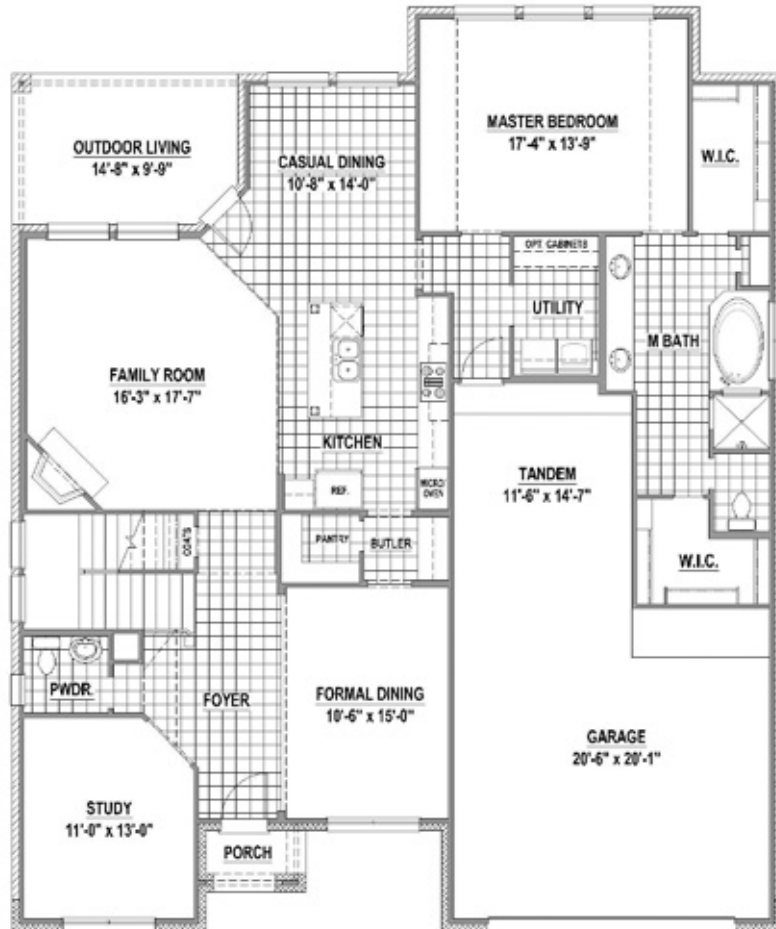 MASTER BEDROOM
17'-4" x 13'-9"
OUTDOOR LIVING
14'-8" x 9'-9"
CASUAL DINING
10'-8" x 14'-0"
W.I.C.
OPT. CABINETS
UTILITY
M BATH
FAMILY ROOM
16'-3" x 17'-7"
KITCHEN
REF.
MICRO/
OVEN
TANDEM
11'-6" x 14'-7"
COATS
PANTRY
BUTLER
W.I.C.
PWDR.
FOYER
FORMAL DINING
10'-6" x 15'-0"
GARAGE
20'-6" x 20'-1"
STUDY
11'-0" x 13'-0"
PORCH